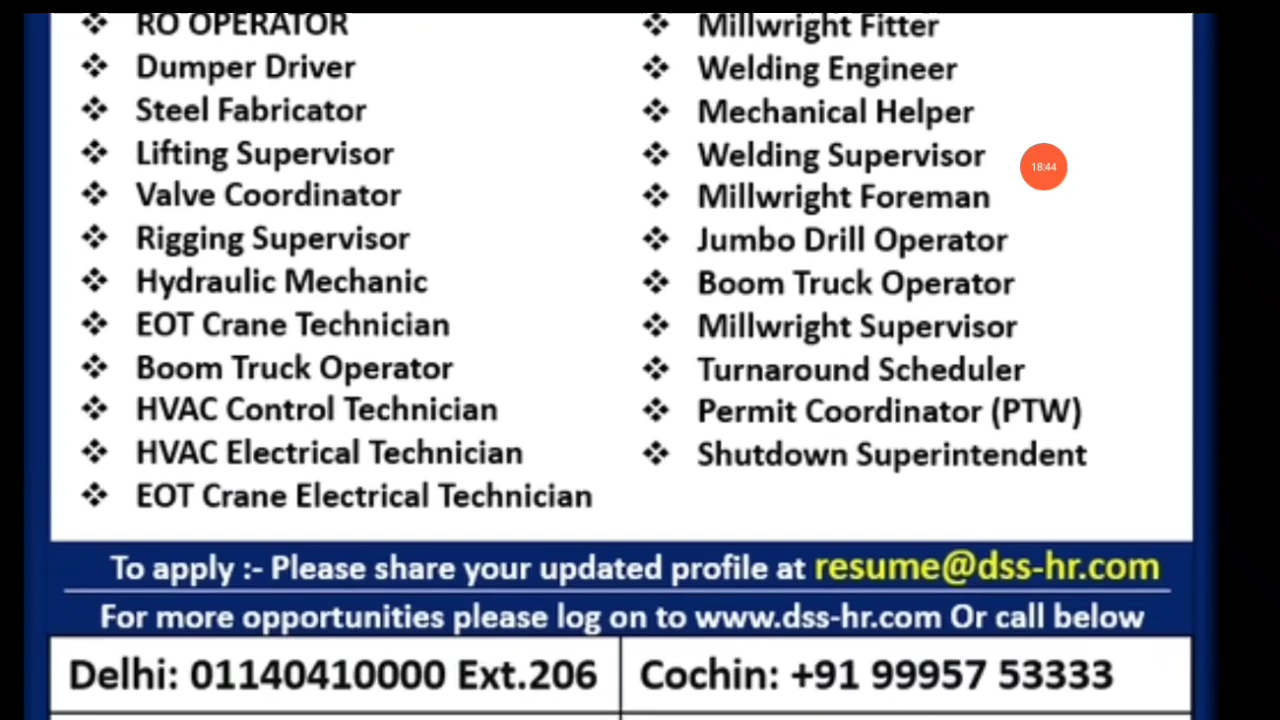 RO OPERATOR
Dumper Driver
Steel Fabricator
Lifting Supervisor
Valve Coordinator
Rigging Supervisor
Hydraulic Mechanic
EOT Crane Technician
Boom Truck Operator
HVAC Control Technician
HVAC Electrical Technician
EOT Crane Electrical Technician
Millwright Fitter
Welding Engineer
Mechanical Helper
Welding Supervisor
Millwright Foreman
Jumbo Drill Operator
Boom Truck Operator
Millwright Supervisor
Turnaround Scheduler
Permit Coordinator (PTW)
Shutdown Superintendent
18:44
To apply :- Please share your updated profile at resume@dss-hr.com
For more opportunities please log on to www.dss-hr.com Or call below
Delhi: 01140410000 Ext.206
Cochin: +91 99957 53333